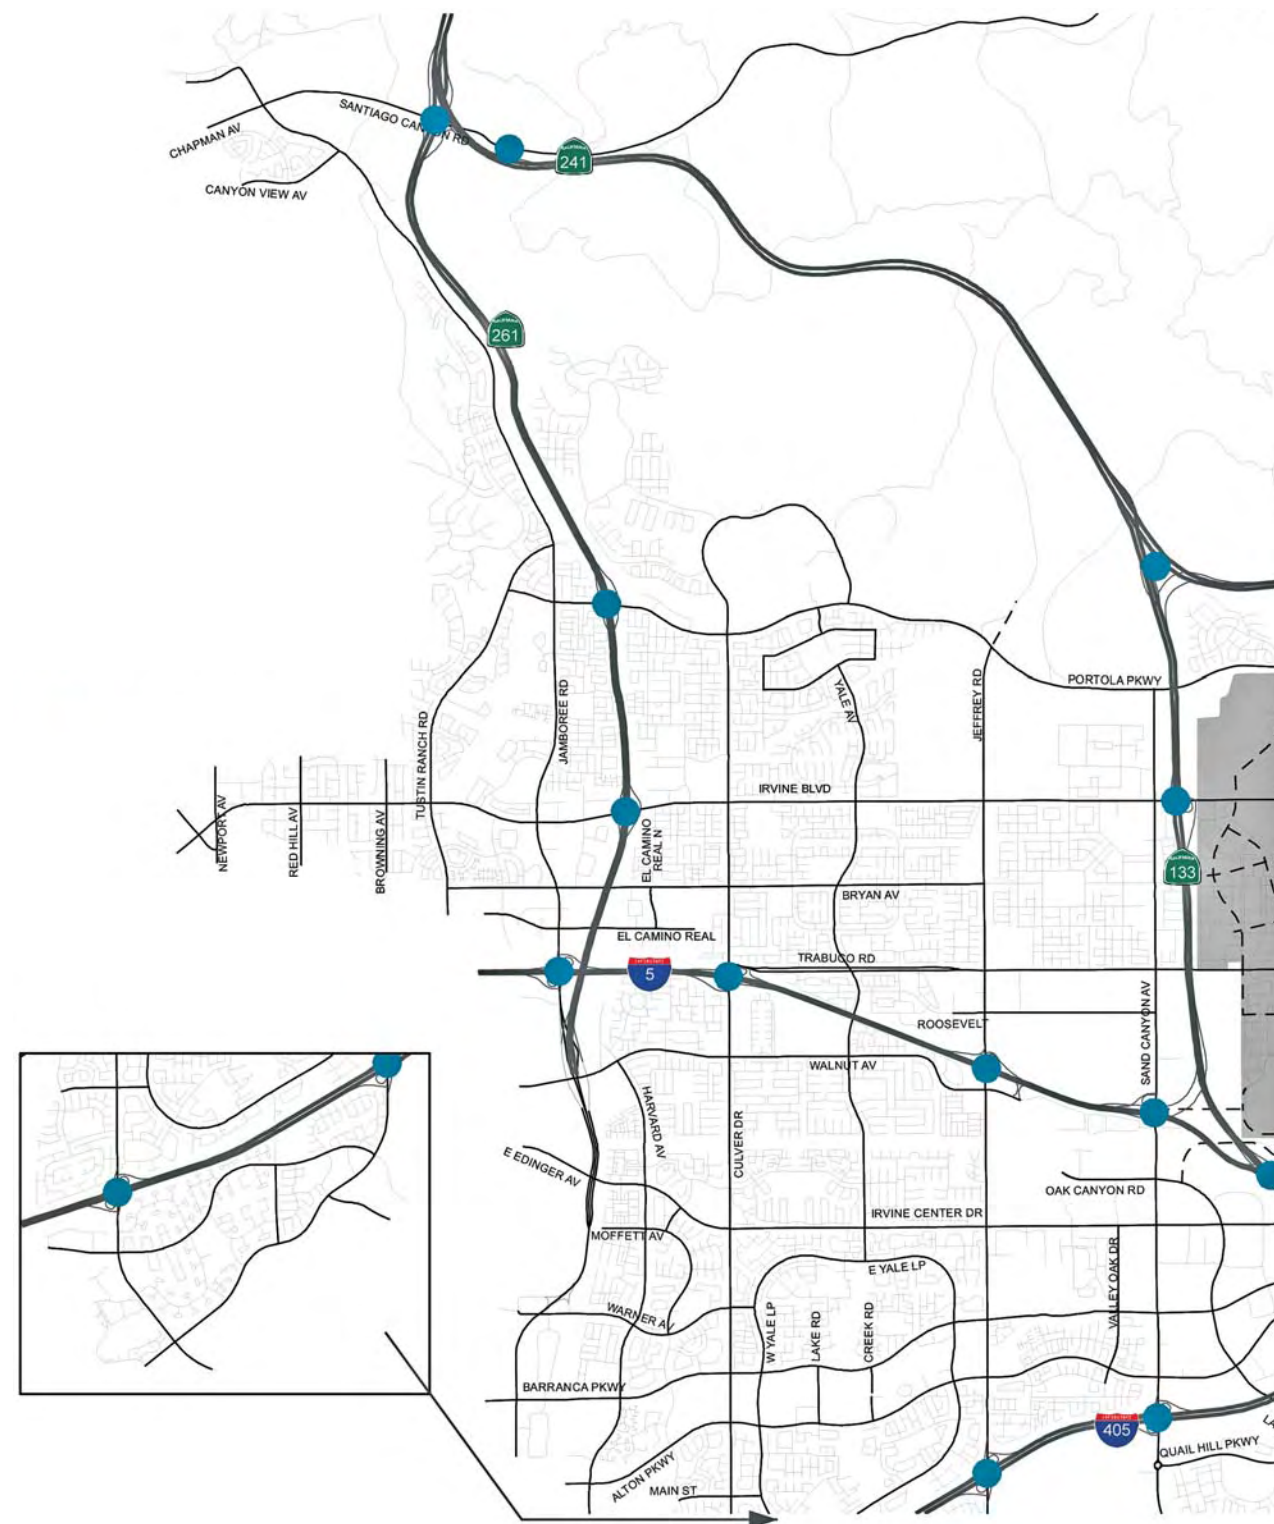 SANTIAGO CANYON RD
CHAPMAN AV
241
CANYON VIEW AV
261
PORTOLA PKWY
YALE AV
JEFFREY RD
JAMBOREE RD
TUSTIN RANCH RD
IRVINE BLVD
NEWPORT AV
RED HILL AV
BROWNING AV
EL CAMINO
REAL N
133
BRYAN AV
EL CAMINO REAL
TRABUCO RD
5
SAND CANYON AV
ROOSEVELT
WALNUT AV
HARVARD AV
CULVER DR
E EDINGER AV
OAK CANYON RD
IRVINE CENTER DR
MOFFETT AV
VALLEY OAK DR
E YALE LP
WARNER AV
W YALE LP
LAKE RD
CREEK RD
BARRANCA PKWY
405
LA
QUAIL HILL PKWY
ALTON PKWY
MAIN ST